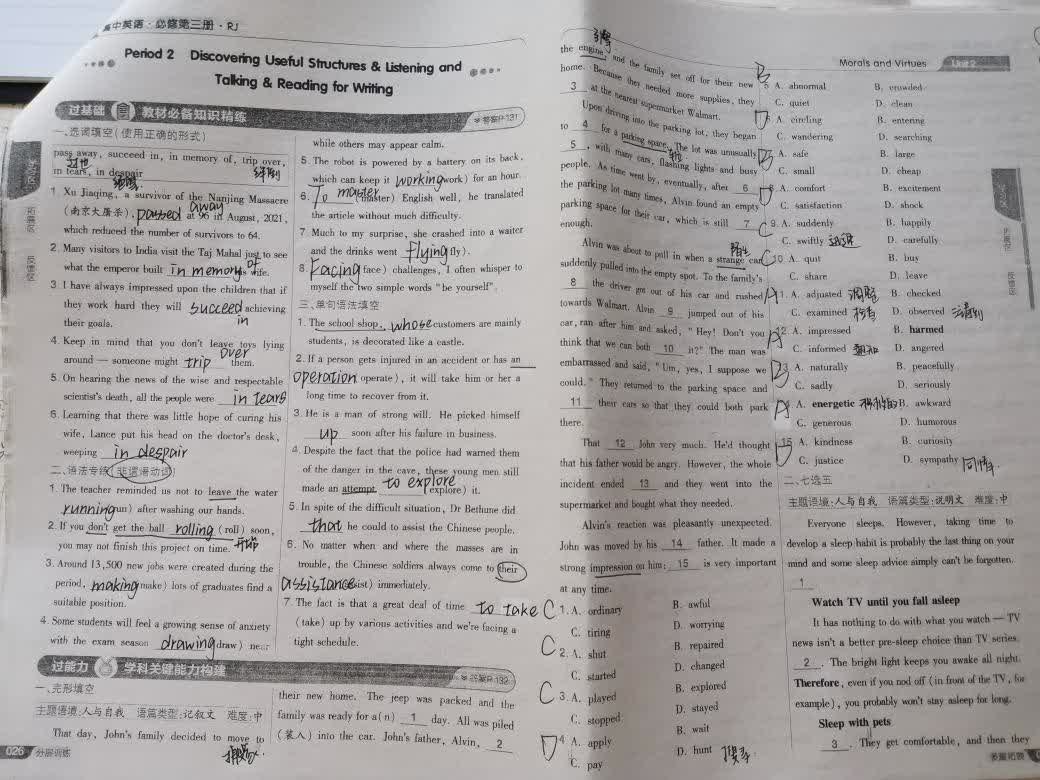 高中英语·必修第三册·RJ
Period 2 Discovering Useful Structures & Listening and
Talking & Reading for Writing
过基础 教材必备知识精练
答案P.131
一、选词填空(使用正确的形式)
pass away, succeed in, in memory of, trip over,
in tears, in despair
1. Xu Jiaqing, a survivor of the Nanjing Massacre
(南京大屠杀), passed away at 96 in August, 2021,
which reduced the number of survivors to 64.
2. Many visitors to India visit the Taj Mahal just to see
what the emperor built in memory of his wife.
3. I have always impressed upon the children that if
they work hard they will succeed in achieving
their goals.
4. Keep in mind that you don't leave toys lying
around — someone might trip over them.
5. On hearing the news of the wise and respectable
scientist's death, all the people were in tears
6. Learning that there was little hope of curing his
wife, Lance put his head on the doctor's desk,
weeping in despair
二、语法专练(非谓语动词)
1. The teacher reminded us not to leave the water
running(run) after washing our hands.
2. If you don't get the ball rolling (roll) soon,
you may not finish this project on time. 开始
3. Around 13,500 new jobs were created during the
period, making(make) lots of graduates find a
suitable position.
4. Some students will feel a growing sense of anxiety
with the exam season drawing(draw) near
while others may appear calm.
5. The robot is powered by a battery on its back,
which can keep it working(work) for an hour.
6. To master (master) English well, he translated
the article without much difficulty.
7. Much to my surprise, she crashed into a waiter
and the drinks went flying(fly).
8. Facing(face) challenges, I often whisper to
myself the two simple words "be yourself".
三、单句语法填空
1. The school shop, whose customers are mainly
students, is decorated like a castle.
2. If a person gets injured in an accident or has an
operation (operate), it will take him or her a
long time to recover from it.
3. He is a man of strong will. He picked himself
up soon after his failure in business.
4. Despite the fact that the police had warned them
of the danger in the cave, these young men still
made an attempt to explore (explore) it.
5. In spite of the difficult situation, Dr Bethune did
that he could to assist the Chinese people.
6. No matter when and where the masses are in
trouble, the Chinese soldiers always come to their
assistance(assist) immediately.
7. The fact is that a great deal of time to take
(take) up by various activities and we're facing a
tight schedule.
过能力 学科关键能力构建
答案P.132
一、完形填空
主题语境:人与自我 语篇类型:记叙文 难度:中
That day, John's family decided to move to
their new home. The jeep was packed and the
family was ready for a(n) 1 day. All was piled
(装入) into the car. John's father, Alvin, 2
026 分层训练
the engine, and the family set off for their new
home. Because they needed more supplies, they
3 at the nearest supermarket Walmart.
Upon driving into the parking lot, they began
to 4 for a parking space. The lot was unusually
5, with many cars, flashing lights and busy
people. As time went by, eventually, after 6
the parking lot many times, Alvin found an empty
parking space for their car, which is still 7
enough.
Alvin was about to pull in when a strange car
suddenly pulled into the empty spot. To the family's
8 the driver got out of his car and rushed
towards Walmart. Alvin 9 jumped out of his
car, ran after him and asked, "Hey! Don't you
think that we can both 10 it?" The man was
embarrassed and said, "Um, yes, I suppose we
could." They returned to the parking space and
11 their cars so that they could both park
there.
That 12 John very much. He'd thought
that his father would be angry. However, the whole
incident ended 13 and they went into the
supermarket and bought what they needed.
Alvin's reaction was pleasantly unexpected.
John was moved by his 14 father. It made a
strong impression on him: 15 is very important
at any time.
C 1. A. ordinary B. awful
C. tiring D. worrying
C 2. A. shut B. repaired
C. started D. changed
C 3. A. played B. explored
C. stopped D. stayed
D 4. A. apply B. wait
C. pay D. hunt
Morals and Virtues Unit 2
B 5. A. abnormal B. crowded
C. quiet D. clean
6. A. circling B. entering
C. wandering D. searching
B 7. A. safe B. large
C. small D. cheap
8. A. comfort B. excitement
C. satisfaction D. shock
C 9. A. suddenly B. happily
C. swiftly 迅速 D. carefully
C 10. A. quit B. buy
C. share D. leave
A 11. A. adjusted 调整 B. checked
C. examined 检查 D. observed 注意到
A 12. A. impressed B. harmed
C. informed 通知 D. angered
13. A. naturally B. peacefully
C. sadly D. seriously
A 14. A. energetic B. awkward
C. generous D. humorous
D 15. A. kindness B. curiosity
C. justice D. sympathy 同情
二、七选五
主题语境:人与自我 语篇类型:说明文 难度:中
Everyone sleeps. However, taking time to
develop a sleep habit is probably the last thing on your
mind and some sleep advice simply can't be forgotten.
1
Watch TV until you fall asleep
It has nothing to do with what you watch — TV
news isn't a better pre-sleep choice than TV series.
2. The bright light keeps you awake all night.
Therefore, even if you nod off (in front of the TV, for
example), you probably won't stay asleep for long.
Sleep with pets
3. They get comfortable, and then they